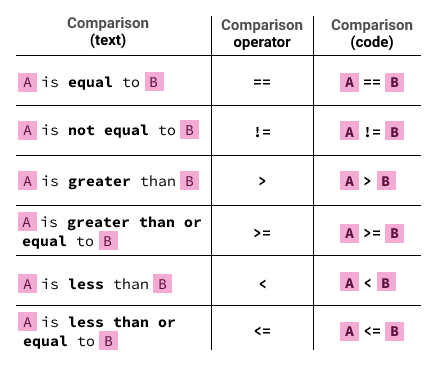 Comparison (text) Comparison operator Comparison (code)
A is equal to B == A == B
A is not equal to B != A != B
A is greater than B > A > B
A is greater than or
equal to B >= A >= B
A is less than B < A < B
A is less than or
equal to B <= A <= B